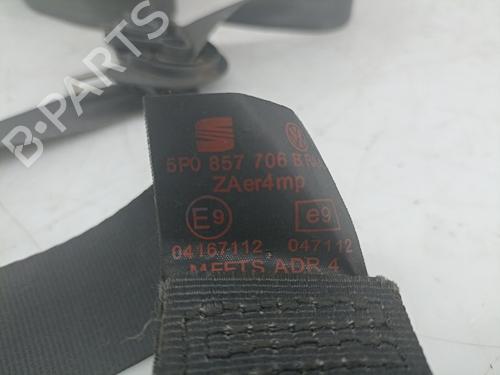 B-PARTS
5P0 857 706 B
ZAer4mp
E9 e9
04167112, 047112
MEETS ADR 4